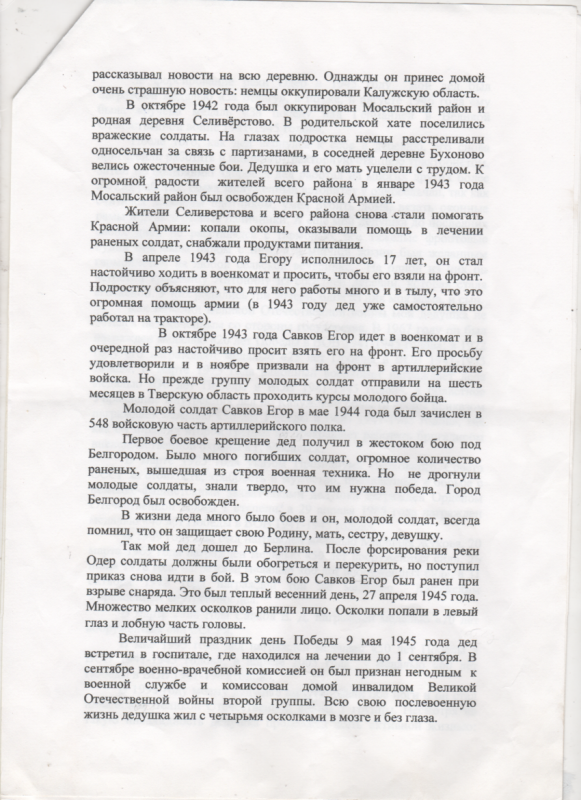 рассказывал новости на всю деревню. Однажды он принес домой
очень страшную новость: немцы оккупировали Калужскую область.
В октябре 1942 года был оккупирован Мосальский район и
родная деревня Селивёрстово. В родительской хате поселились
вражеские солдаты. На глазах подростка немцы расстреливали
односельчан за связь с партизанами, в соседней деревне Бухоново
велись ожесточенные бои. Дедушка и его мать уцелели с трудом. К
огромной радости жителей всего района в январе 1943 года
Мосальский район был освобожден Красной Армией.
Жители Селиверстова и всего района снова стали помогать
Красной Армии: копали окопы, оказывали помощь в лечении
раненых солдат, снабжали продуктами питания.
В апреле 1943 года Егору исполнилось 17 лет, он стал
настойчиво ходить в военкомат и просить, чтобы его взяли на фронт.
Подростку объясняют, что для него работы много и в тылу, что это
огромная помощь армии (в 1943 году дед уже самостоятельно
работал на тракторе).
В октябре 1943 года Савков Егор идет в военкомат и в
очередной раз настойчиво просит взять его на фронт. Его просьбу
удовлетворили и в ноябре призвали на фронт в артиллерийские
войска. Но прежде группу молодых солдат отправили на шесть
месяцев в Тверскую область проходить курсы молодого бойца.
Молодой солдат Савков Егор в мае 1944 года был зачислен в
548 войсковую часть артиллерийского полка.
Первое боевое крещение дед получил в жестоком бою под
Белгородом. Было много погибших солдат, огромное количество
раненых, вышедшая из строя военная техника. Но не дрогнули
молодые солдаты, знали твердо, что им нужна победа. Город
Белгород был освобожден.
В жизни деда много было боев и он, молодой солдат, всегда
помнил, что он защищает свою Родину, мать, сестру, девушку.
Так мой дед дошел до Берлина. После форсирования реки
Одер солдаты должны были обогреться и перекурить, но поступил
приказ снова идти в бой. В этом бою Савков Егор был ранен при
взрыве снаряда. Это был теплый весенний день, 27 апреля 1945 года.
Множество мелких осколков ранили лицо. Осколки попали в левый
глаз и лобную часть головы.
Величайший праздник день Победы 9 мая 1945 года дед
встретил в госпитале, где находился на лечении до 1 сентября. В
сентябре военно-врачебной комиссией он был признан негодным к
военной службе и комиссован домой инвалидом Великой
Отечественной войны второй группы. Всю свою послевоенную
жизнь дедушка жил с четырьмя осколками в мозге и без глаза.